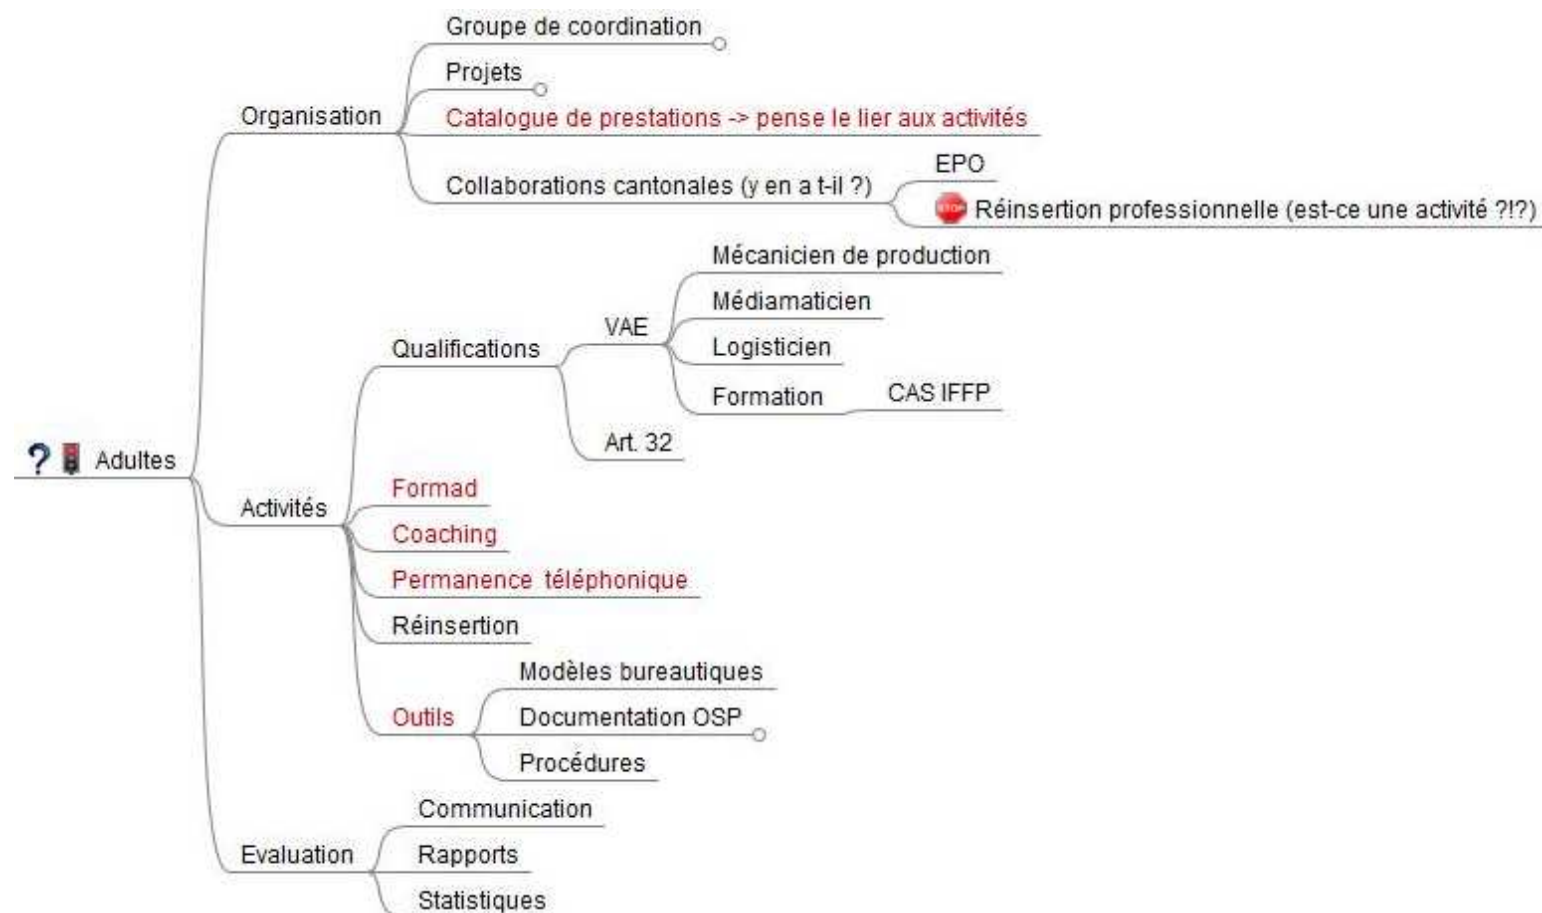 Groupe de coordination
Projets
Organisation
Catalogue de prestations -> pense le lier aux activités
Collaborations cantonales (y en a t-il ?)
EPO
STOP
Réinsertion professionnelle (est-ce une activité ?!?)
Mécanicien de production
Médiamaticien
VAE
Qualifications
Logisticien
Formation
CAS IFFP
Art. 32
? Adultes
Formad
Activités
Coaching
Permanence téléphonique
Réinsertion
Modèles bureautiques
Outils
Documentation OSP
Procédures
Communication
Evaluation
Rapports
Statistiques